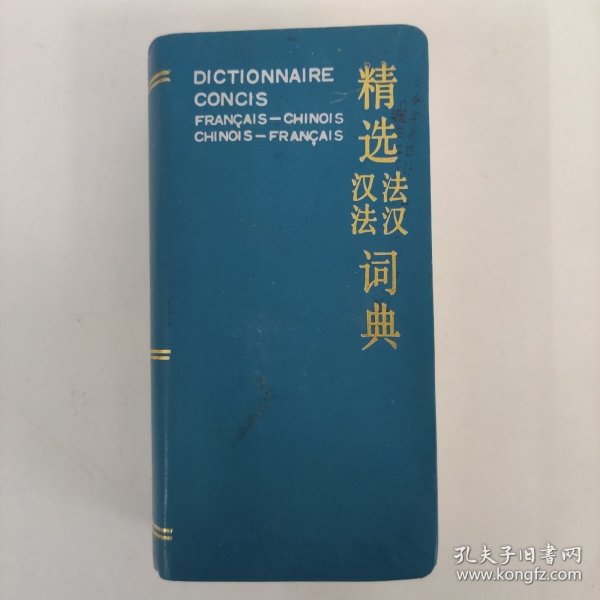 DICTIONNAIRE
CONCIS
FRANÇAIS-CHINOIS
CHINOIS-FRANÇAIS
精选
法汉
汉法
词典
孔夫子旧书网
www.kongfz.com